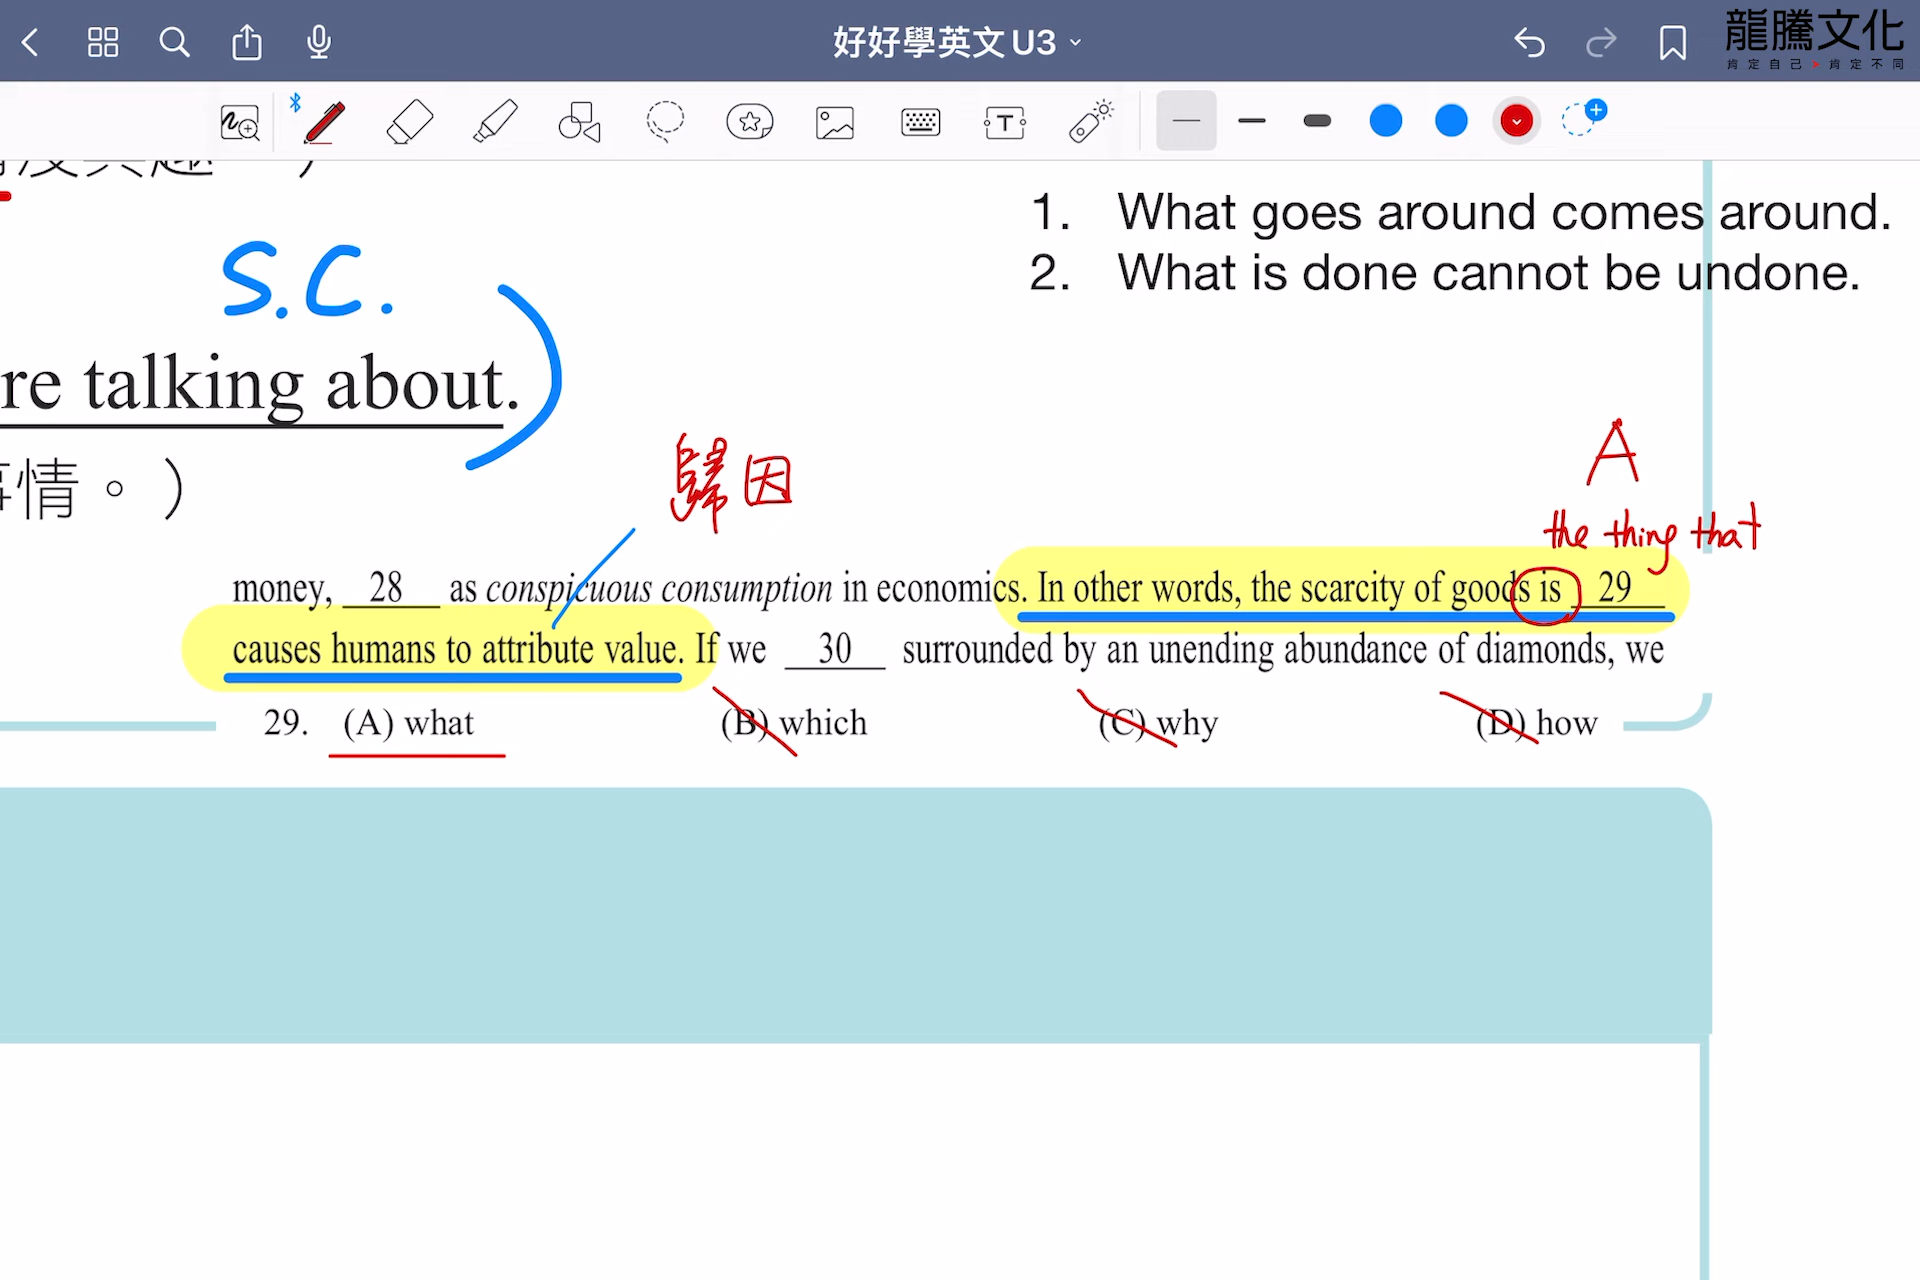 好好學英文 U3
龍騰文化
肯定自己 肯定不同
1. What goes around comes around.
2. What is done cannot be undone.
S.C.
re talking about.
情。）
歸因
A
the thing that
money, 28 as conspicuous consumption in economics. In other words, the scarcity of goods is 29
causes humans to attribute value. If we 30 surrounded by an unending abundance of diamonds, we
29. (A) what (B) which (C) why (D) how